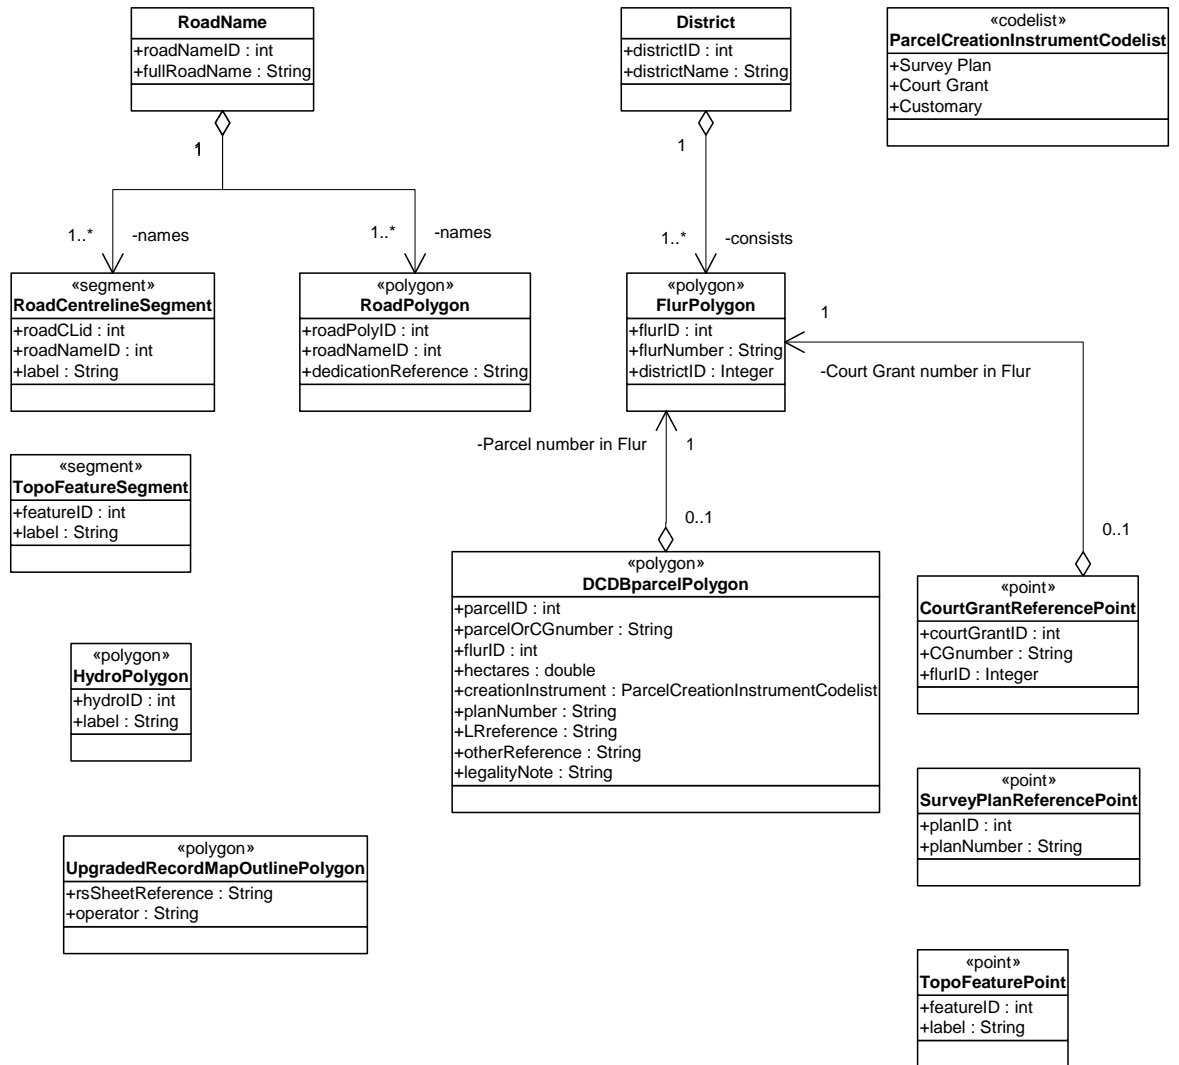 RoadName
+roadNameID : int
+fullRoadName : String
District
+districtID : int
+districtName : String
«codelist»
ParcelCreationInstrumentCodelist
+Survey Plan
+Court Grant
+Customary
1
1
1..*
-names
1..*
-names
1..*
-consists
«segment»
RoadCentrelineSegment
+roadCLid : int
+roadNameID : int
+label : String
«polygon»
RoadPolygon
+roadPolyID : int
+roadNameID : int
+dedicationReference : String
«polygon»
FlurPolygon
+flurID : int
+flurNumber : String
+districtID : Integer
1
-Court Grant number in Flur
-Parcel number in Flur
1
0..1
0..1
«segment»
TopoFeatureSegment
+featureID : int
+label : String
«polygon»
DCDBparcelPolygon
+parcelID : int
+parcelOrCGnumber : String
+flurID : int
+hectares : double
+creationInstrument : ParcelCreationInstrumentCodelist
+planNumber : String
+LRreference : String
+otherReference : String
+legalityNote : String
«point»
CourtGrantReferencePoint
+courtGrantID : int
+CGnumber : String
+flurID : Integer
«polygon»
HydroPolygon
+hydroID : int
+label : String
«point»
SurveyPlanReferencePoint
+planID : int
+planNumber : String
«polygon»
UpgradedRecordMapOutlinePolygon
+rsSheetReference : String
+operator : String
«point»
TopoFeaturePoint
+featureID : int
+label : String